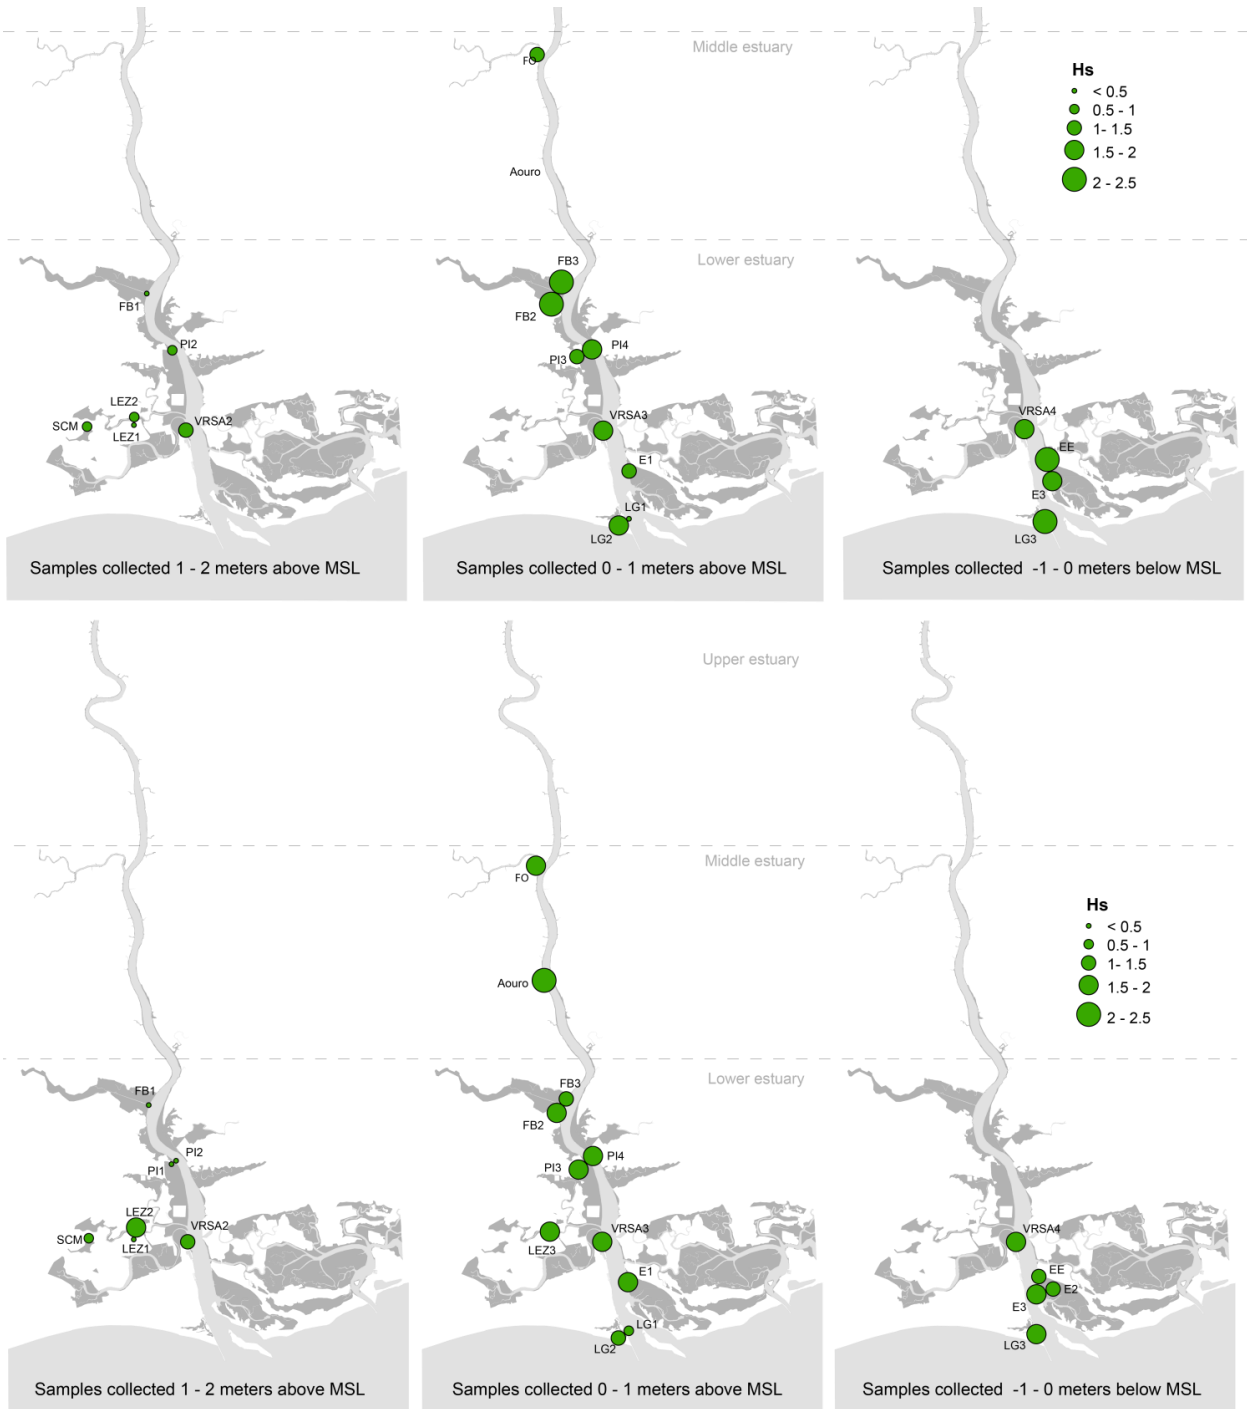 Middle estuary
FO
Hs
< 0.5
0.5 - 1
1- 1.5
1.5 - 2
2 - 2.5
Aouro
Lower estuary
FB1
PI2
LEZ2
SCM
LEZ1
VRSA2
FB3
FB2
PI4
PI3
VRSA3
E1
LG1
LG2
VRSA4
EE
E3
LG3
Samples collected 1 - 2 meters above MSL
Samples collected 0 - 1 meters above MSL
Samples collected -1 - 0 meters below MSL
Upper estuary
Middle estuary
FO
Hs
< 0.5
0.5 - 1
1- 1.5
1.5 - 2
2 - 2.5
Aouro
Lower estuary
FB1
PI2
PI1
LEZ2
VRSA2
SCM
LEZ1
FB3
FB2
PI4
PI3
VRSA3
LEZ3
E1
LG1
LG2
VRSA4
EE
E2
E3
LG3
Samples collected 1 - 2 meters above MSL
Samples collected 0 - 1 meters above MSL
Samples collected -1 - 0 meters below MSL